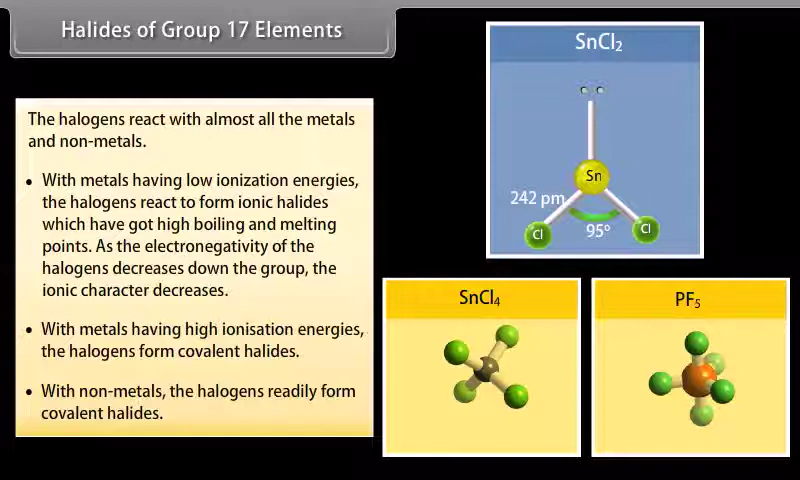 Halides of Group 17 Elements
The halogens react with almost all the metals
and non-metals.
• With metals having low ionization energies,
the halogens react to form ionic halides
which have got high boiling and melting
points. As the electronegativity of the
halogens decreases down the group, the
ionic character decreases.
• With metals having high ionisation energies,
the halogens form covalent halides.
• With non-metals, the halogens readily form
covalent halides.
SnCl₂
Sn
242 pm
Cl
95°
Cl
SnCl₄
PF₅